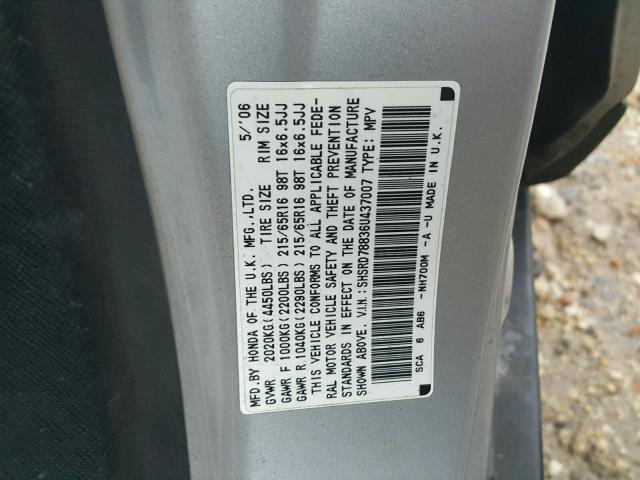 MFD.BY HONDA OF THE U.K. MFG.,LTD. 5/'06
GVWR 2020KG(4450LBS) TIRE SIZE RIM SIZE
GAWR F 1000KG(2200LBS) 215/65R16 98T 16x6.5JJ
GAWR R 1040KG(2290LBS) 215/65R16 98T 16x6.5JJ
THIS VEHICLE CONFORMS TO ALL APPLICABLE FEDE-
RAL MOTOR VEHICLE SAFETY AND THEFT PREVENTION
STANDARDS IN EFFECT ON THE DATE OF MANUFACTURE
SHOWN ABOVE. V.I.N.: SHSRD78836U437007 TYPE: MPV
SCA 6 AB6 -NH700M -A -U MADE IN U.K.